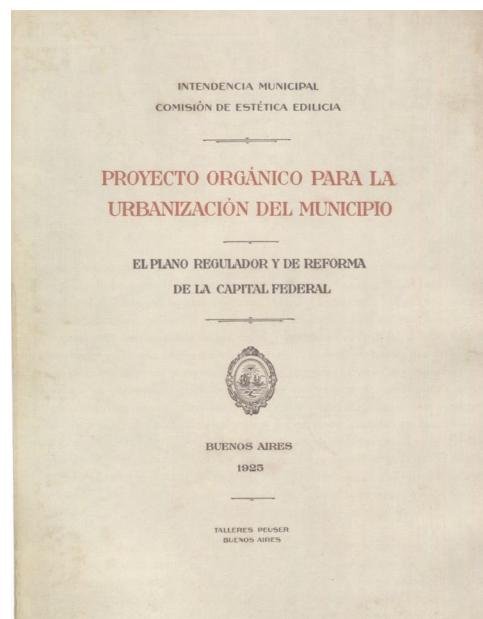 INTENDENCIA MUNICIPAL
COMISIÓN DE ESTÉTICA EDILICIA
PROYECTO ORGÁNICO PARA LA
URBANIZACIÓN DEL MUNICIPIO
EL PLANO REGULADOR Y DE REFORMA
DE LA CAPITAL FEDERAL
BUENOS AIRES
1925
TALLERES PEUSER
BUENOS AIRES